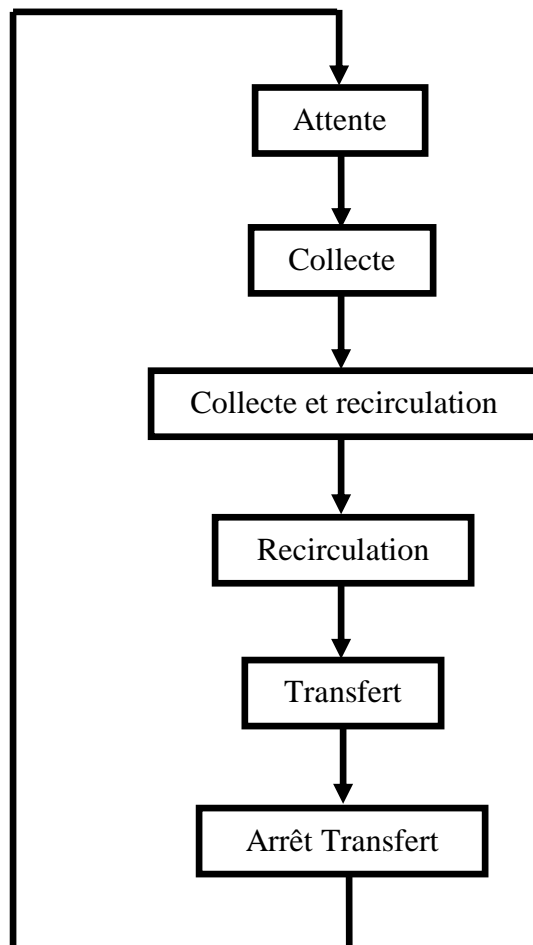 Attente
Collecte
Collecte et recirculation
Recirculation
Transfert
Arrêt Transfert